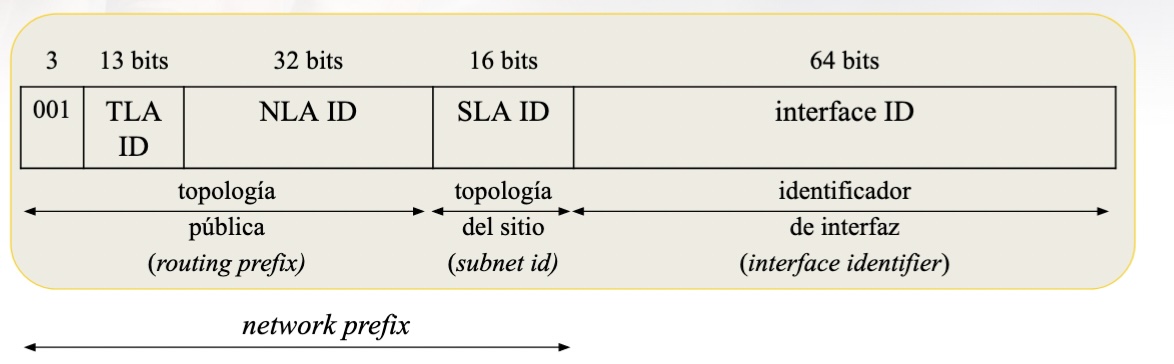 3 13 bits 32 bits 16 bits 64 bits
001 TLA NLA ID SLA ID interface ID
ID
topología topología identificador
pública del sitio de interfaz
(routing prefix) (subnet id) (interface identifier)
network prefix